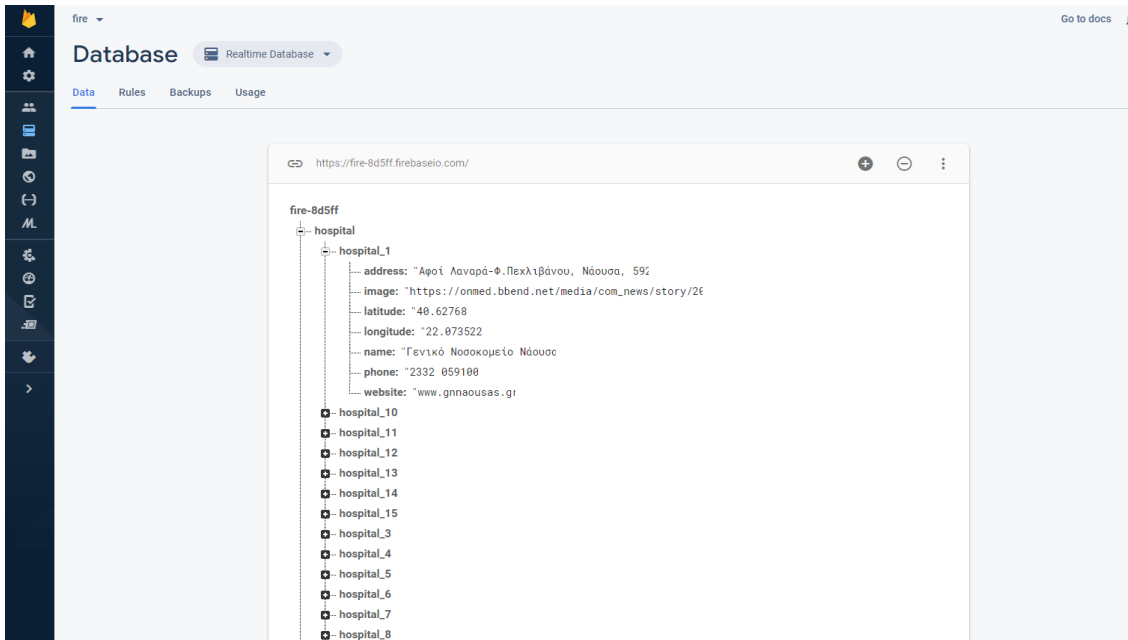 fire
Go to docs
Database
Realtime Database
Data
Rules
Backups
Usage
https://fire-8d5ff.firebaseio.com/
fire-8d5ff
hospital
hospital_1
address: "Αφοί Λαναρά-Φ.Πεχλιβάνου, Νάουσα, 592
image: "https://onmed.bbend.net/media/com_news/story/20
latitude: "40.62768
longitude: "22.073522
name: "Γενικό Νοσοκομείο Νάουσα
phone: "2332 059100
website: "www.gnnaousas.gr
hospital_10
hospital_11
hospital_12
hospital_13
hospital_14
hospital_15
hospital_3
hospital_4
hospital_5
hospital_6
hospital_7
hospital_8